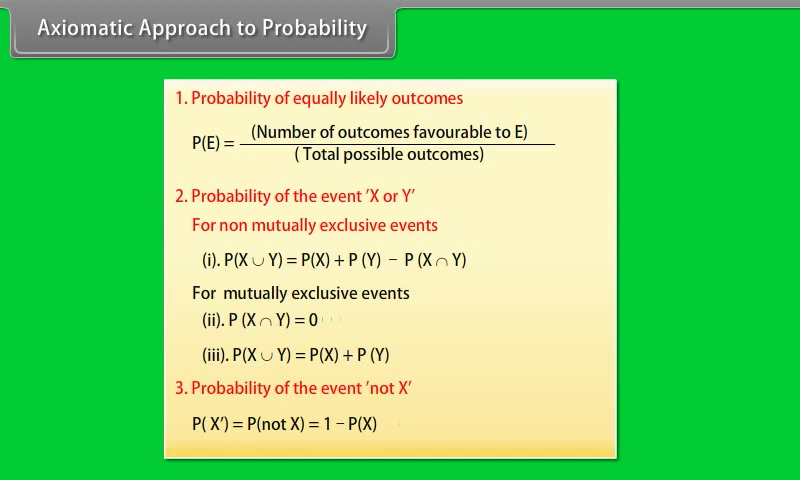 Axiomatic Approach to Probability
1. Probability of equally likely outcomes
P(E) = (Number of outcomes favourable to E)
( Total possible outcomes)
2. Probability of the event 'X or Y'
For non mutually exclusive events
(i). P(X ∪ Y) = P(X) + P (Y) − P (X ∩ Y)
For mutually exclusive events
(ii). P (X ∩ Y) = 0
(iii). P(X ∪ Y) = P(X) + P (Y)
3. Probability of the event 'not X'
P( X') = P(not X) = 1 − P(X)